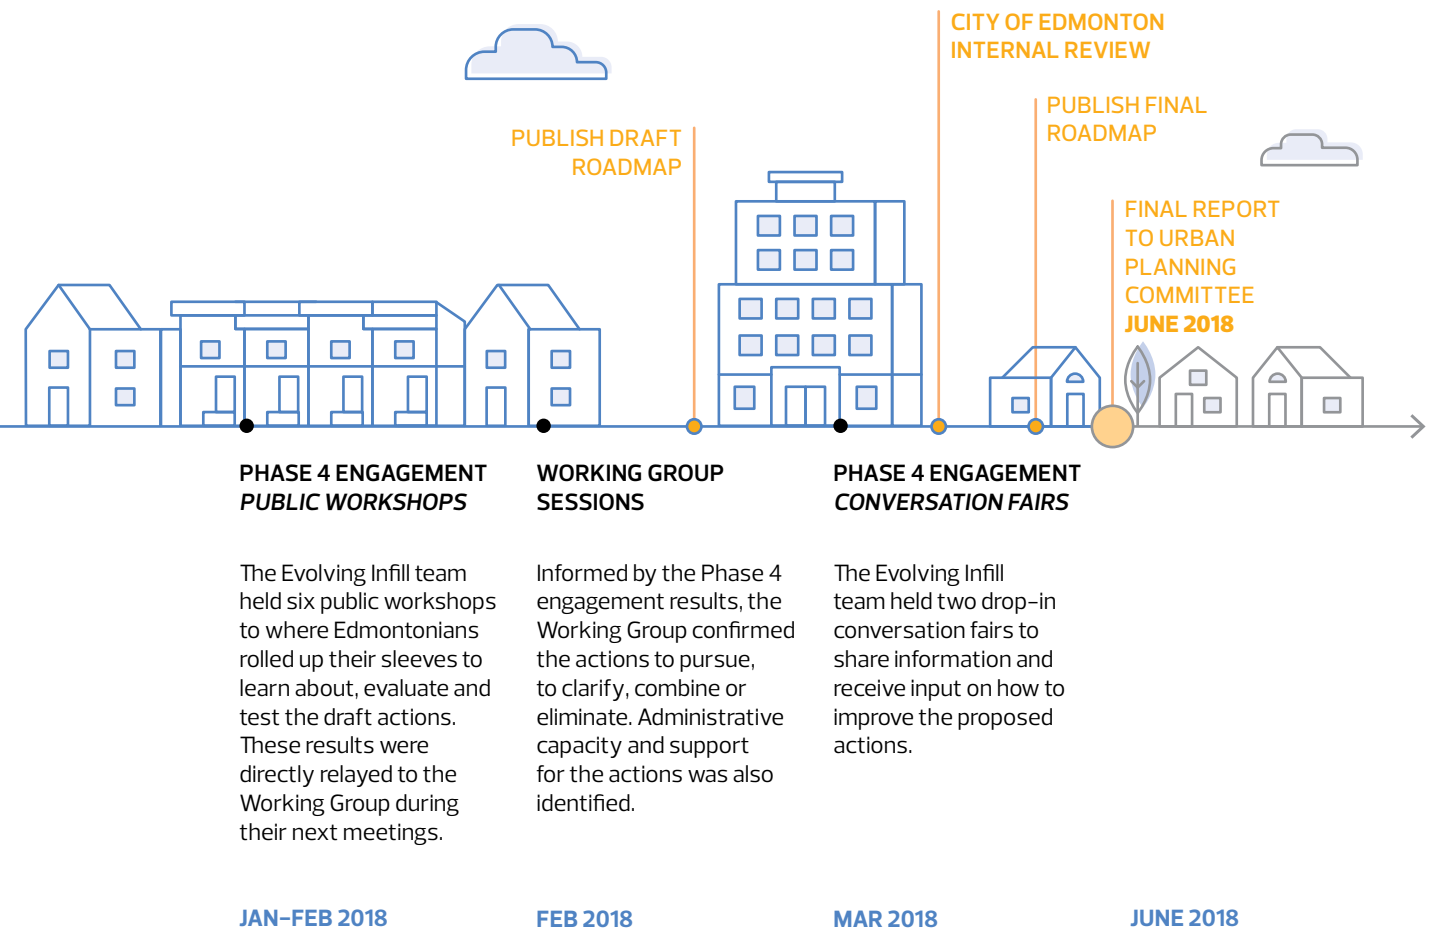 CITY OF EDMONTON
INTERNAL REVIEW
PUBLISH FINAL
ROADMAP
PUBLISH DRAFT
ROADMAP
FINAL REPORT
TO URBAN
PLANNING
COMMITTEE
JUNE 2018
PHASE 4 ENGAGEMENT
PUBLIC WORKSHOPS
The Evolving Infill team
held six public workshops
to where Edmontonians
rolled up their sleeves to
learn about, evaluate and
test the draft actions.
These results were
directly relayed to the
Working Group during
their next meetings.
JAN–FEB 2018
WORKING GROUP
SESSIONS
Informed by the Phase 4
engagement results, the
Working Group confirmed
the actions to pursue,
to clarify, combine or
eliminate. Administrative
capacity and support
for the actions was also
identified.
FEB 2018
PHASE 4 ENGAGEMENT
CONVERSATION FAIRS
The Evolving Infill
team held two drop-in
conversation fairs to
share information and
receive input on how to
improve the proposed
actions.
MAR 2018
JUNE 2018